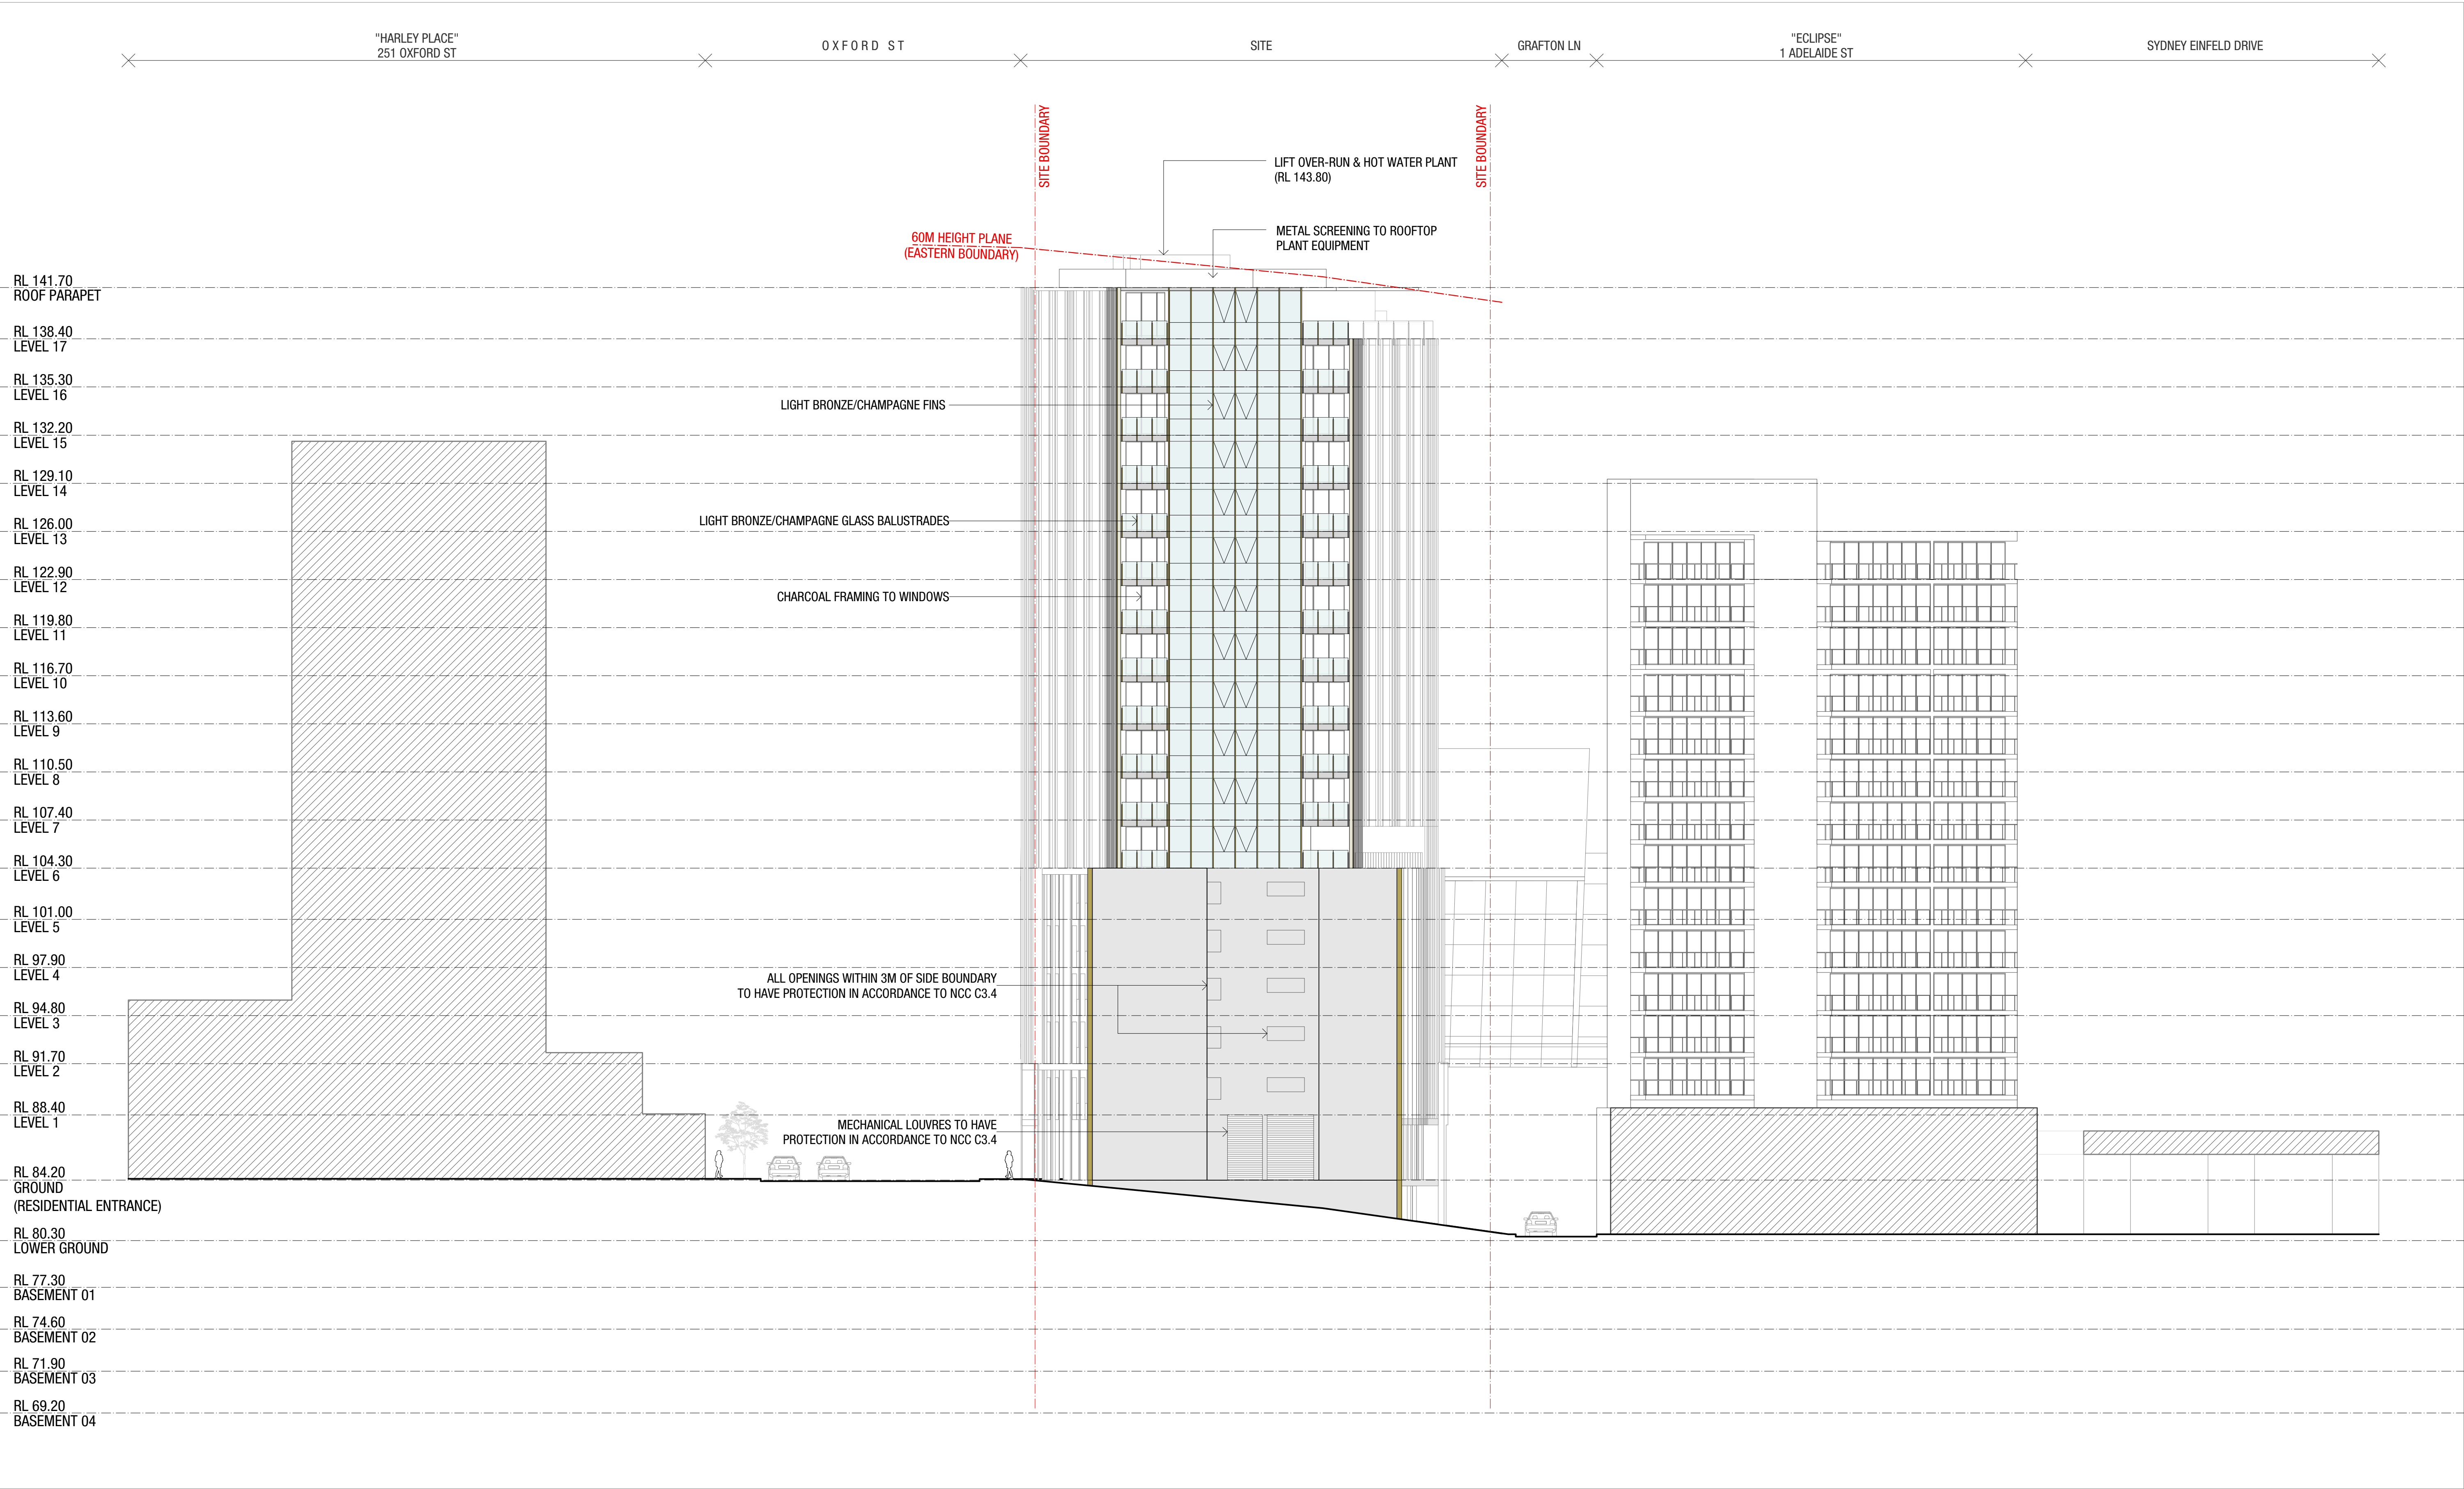 "HARLEY PLACE"
251 OXFORD ST
OXFORD ST
SITE
GRAFTON LN
"ECLIPSE"
1 ADELAIDE ST
SYDNEY EINFELD DRIVE
SITE BOUNDARY
SITE BOUNDARY
LIFT OVER-RUN & HOT WATER PLANT
(RL 143.80)
METAL SCREENING TO ROOFTOP
PLANT EQUIPMENT
60M HEIGHT PLANE
(EASTERN BOUNDARY)
RL 141.70
ROOF PARAPET
RL 138.40
LEVEL 17
RL 135.30
LEVEL 16
LIGHT BRONZE/CHAMPAGNE FINS
RL 132.20
LEVEL 15
RL 129.10
LEVEL 14
RL 126.00
LEVEL 13
LIGHT BRONZE/CHAMPAGNE GLASS BALUSTRADES
RL 122.90
LEVEL 12
CHARCOAL FRAMING TO WINDOWS
RL 119.80
LEVEL 11
RL 116.70
LEVEL 10
RL 113.60
LEVEL 9
RL 110.50
LEVEL 8
RL 107.40
LEVEL 7
RL 104.30
LEVEL 6
RL 101.00
LEVEL 5
RL 97.90
LEVEL 4
ALL OPENINGS WITHIN 3M OF SIDE BOUNDARY
TO HAVE PROTECTION IN ACCORDANCE TO NCC C3.4
RL 94.80
LEVEL 3
RL 91.70
LEVEL 2
RL 88.40
LEVEL 1
MECHANICAL LOUVRES TO HAVE
PROTECTION IN ACCORDANCE TO NCC C3.4
RL 84.20
GROUND
(RESIDENTIAL ENTRANCE)
RL 80.30
LOWER GROUND
RL 77.30
BASEMENT 01
RL 74.60
BASEMENT 02
RL 71.90
BASEMENT 03
RL 69.20
BASEMENT 04